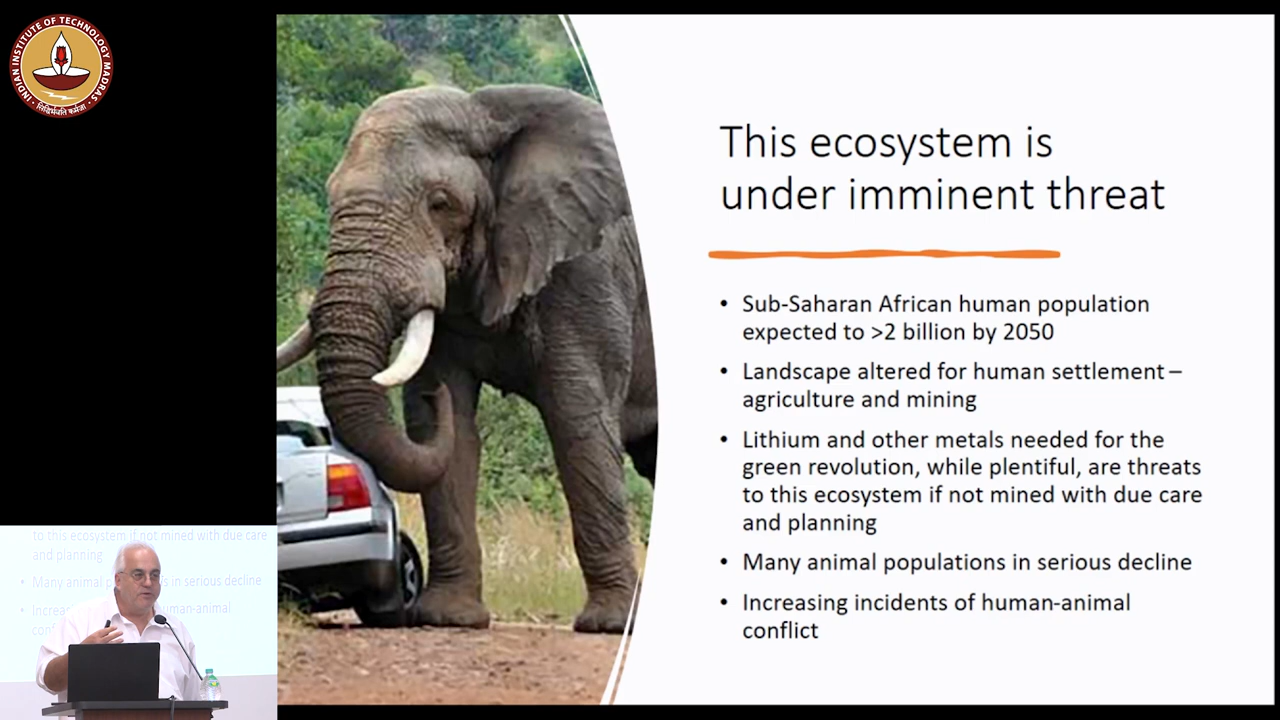 INDIAN INSTITUTE OF TECHNOLOGY MADRAS
सिद्धिर्भवति कर्मजा
This ecosystem is
under imminent threat
• Sub-Saharan African human population
expected to >2 billion by 2050
• Landscape altered for human settlement –
agriculture and mining
• Lithium and other metals needed for the
green revolution, while plentiful, are threats
to this ecosystem if not mined with due care
and planning
• Many animal populations in serious decline
• Increasing incidents of human-animal
conflict
to this ecosystem if not mined with due care
and planning
• Many animal in serious decline
human-animal